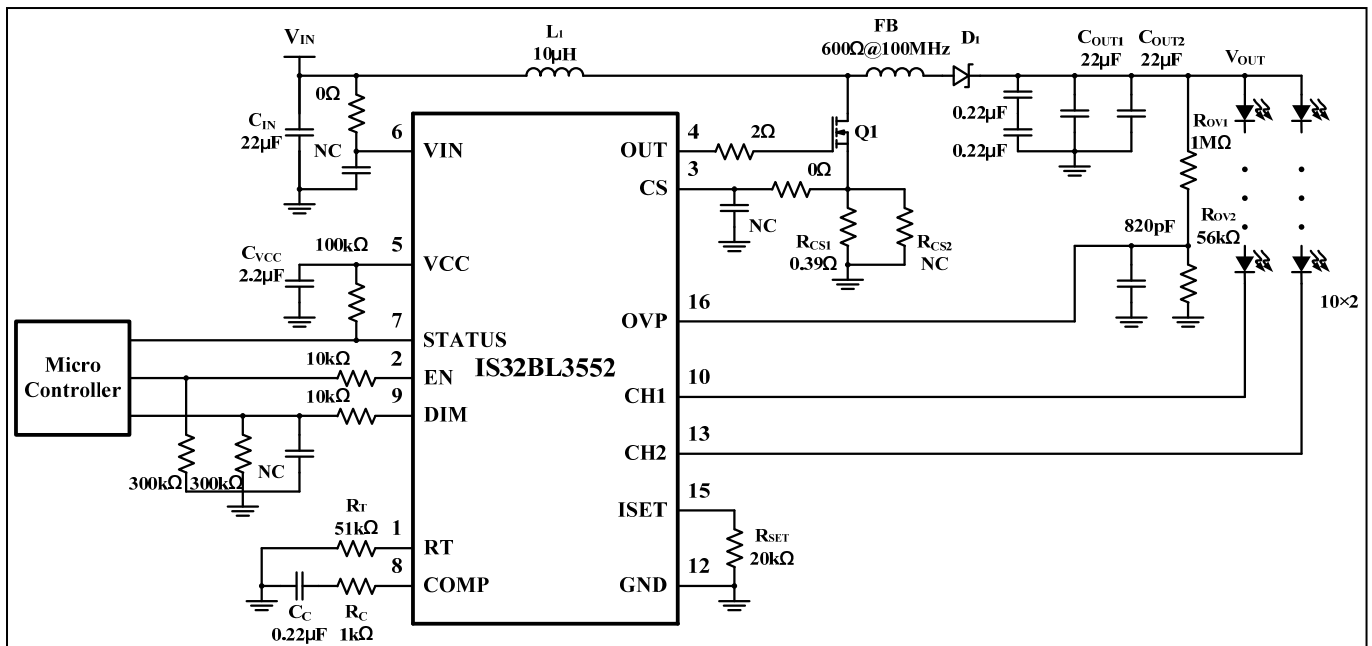 VIN
L1
10µH
FB
600Ω@100MHz
D1
COUT1
22µF
COUT2
22µF
VOUT
0Ω
CIN
22µF
NC
6
VIN
OUT
4
2Ω
Q1
0.22µF
0.22µF
ROV1
1MΩ
3
CS
0Ω
NC
RCS1
0.39Ω
RCS2
NC
820pF
ROV2
56kΩ
CVCC
2.2µF
100kΩ
5
VCC
16
OVP
10×2
7
STATUS
IS32BL3552
Micro
Controller
10kΩ
2
EN
10
CH1
10kΩ
9
DIM
13
CH2
300kΩ
300kΩ
NC
15
ISET
RSET
20kΩ
RT
51kΩ
1
RT
8
COMP
12
GND
CC
0.22µF
RC
1kΩ